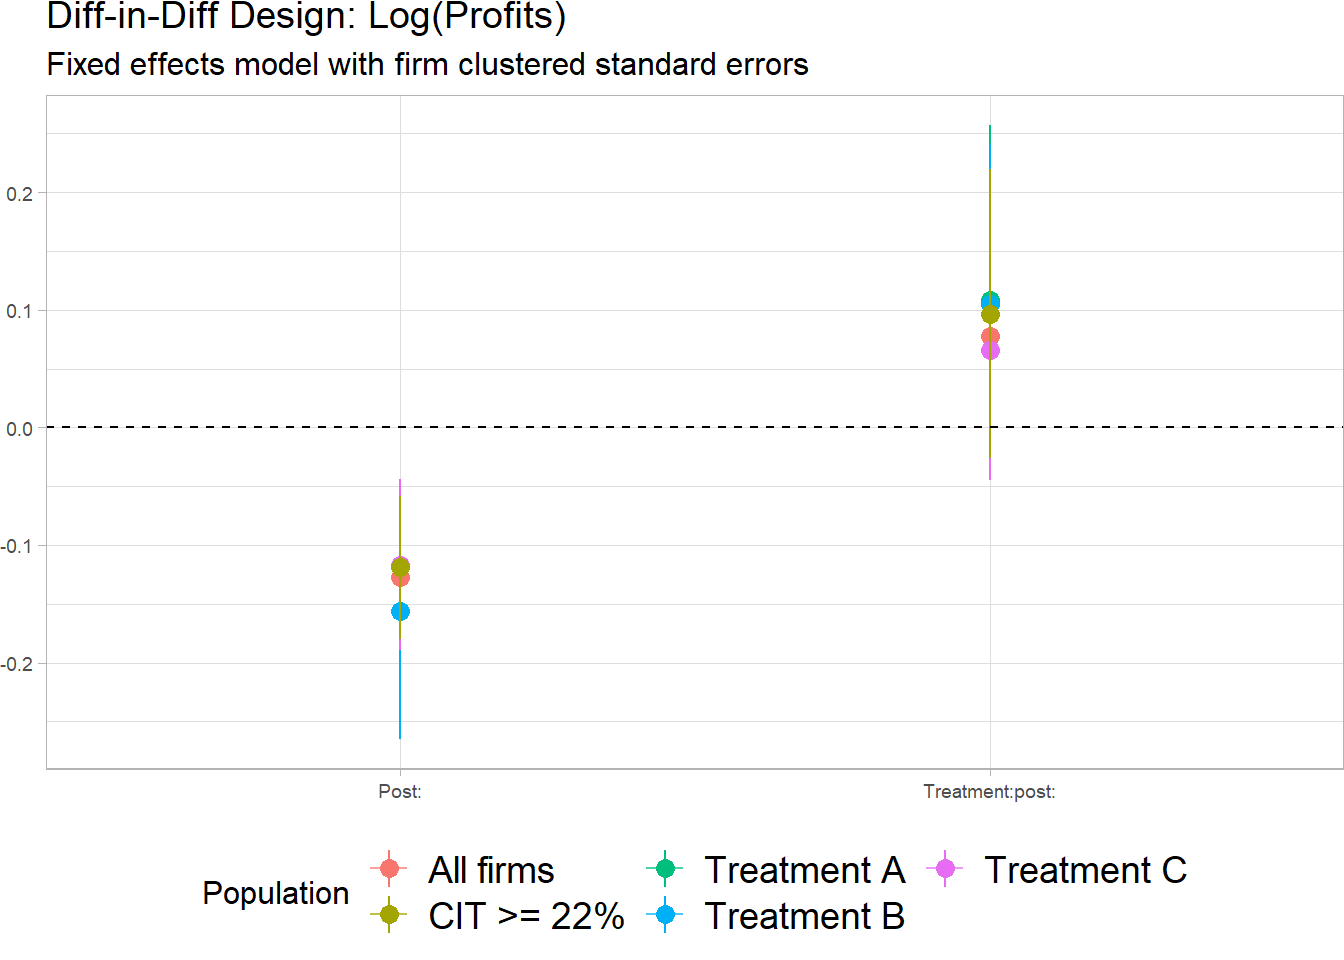 Diff-in-Diff Design: Log(Profits)
Fixed effects model with firm clustered standard errors
0.2
0.1
0.0
-0.1
-0.2
Post:
Treatment:post:
Population
All firms
CIT >= 22%
Treatment A
Treatment B
Treatment C